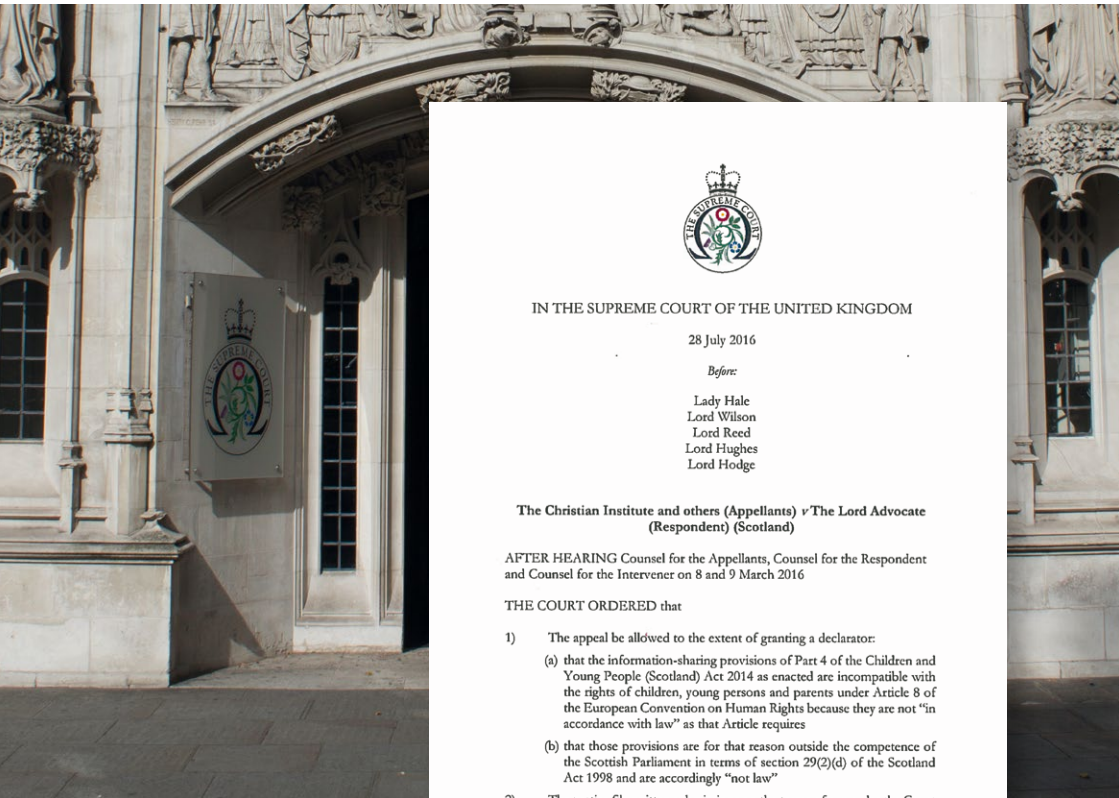 THE SUPREME COURT
THE SUPREME COURT
IN THE SUPREME COURT OF THE UNITED KINGDOM
28 July 2016
Before:
Lady Hale
Lord Wilson
Lord Reed
Lord Hughes
Lord Hodge
The Christian Institute and others (Appellants) v The Lord Advocate
(Respondent) (Scotland)
AFTER HEARING Counsel for the Appellants, Counsel for the Respondent
and Counsel for the Intervener on 8 and 9 March 2016
THE COURT ORDERED that
1) The appeal be allowed to the extent of granting a declarator:
(a) that the information-sharing provisions of Part 4 of the Children and
Young People (Scotland) Act 2014 as enacted are incompatible with
the rights of children, young persons and parents under Article 8 of
the European Convention on Human Rights because they are not “in
accordance with law” as that Article requires
(b) that those provisions are for that reason outside the competence of
the Scottish Parliament in terms of section 29(2)(d) of the Scotland
Act 1998 and are accordingly “not law”